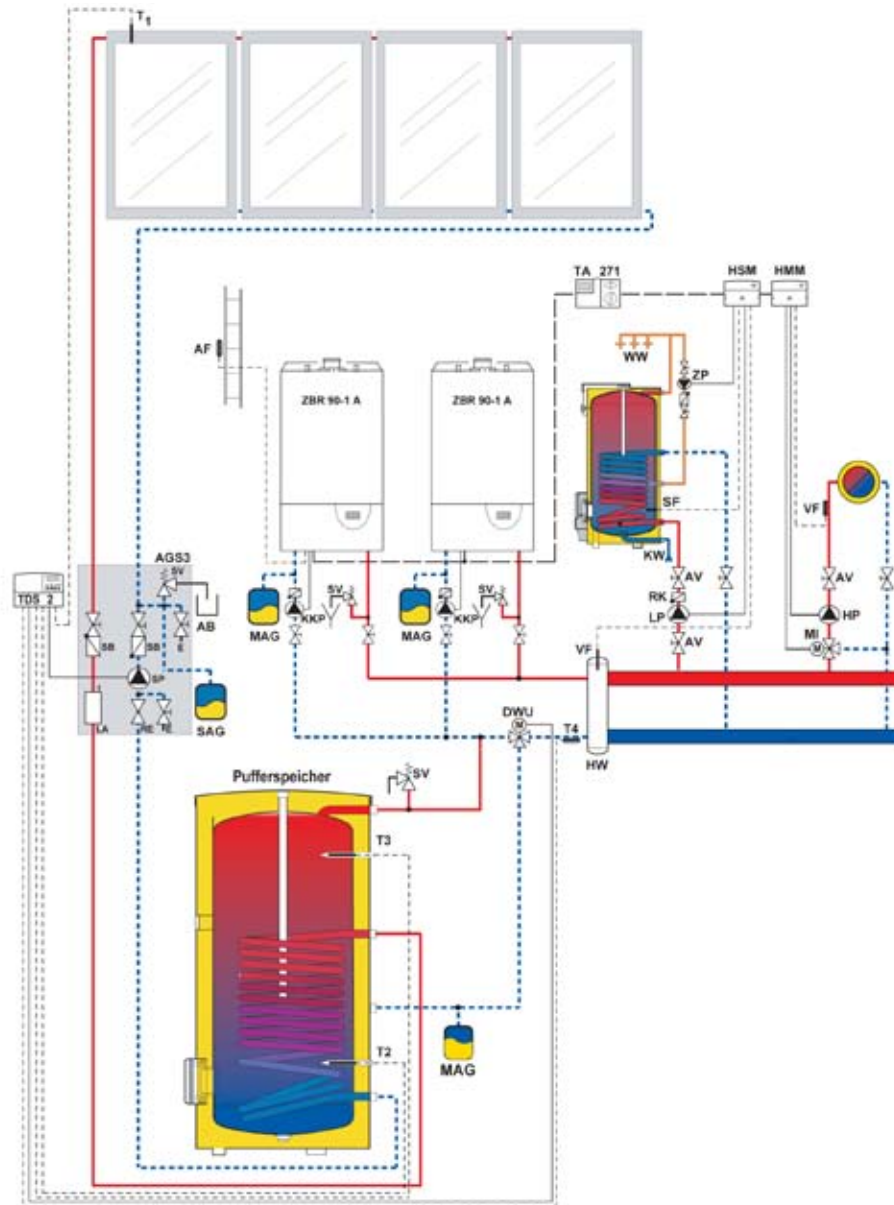 T1
TA 271
HSM
HMM
AF
WW
ZP
ZBR 90-1 A
ZBR 90-1 A
SF
VF
KW
AGS3
SV
TDS 2
AB
MAG
KKP
SV
MAG
KKP
SV
RK
LP
AV
AV
AV
HP
MI
SB
SB
SP
VF
LA
RE
SAG
DWU
T4
HW
Pufferspeicher
SV
T3
T2
MAG